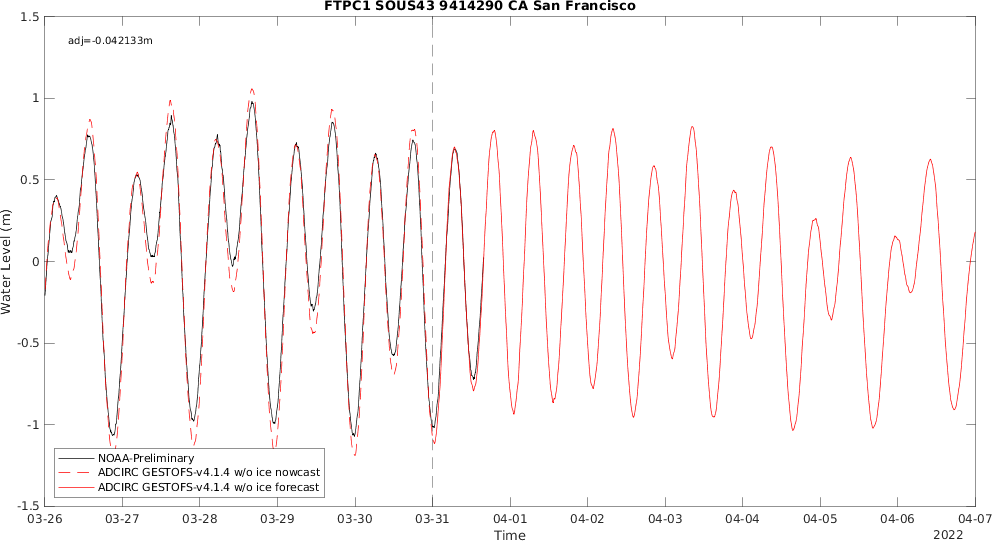 FTPC1 SOUS43 9414290 CA San Francisco
adj=-0.042133m
1.5
1
0.5
0
-0.5
-1
-1.5
Water Level (m)
NOAA-Preliminary
ADCIRC GESTOFS-v4.1.4 w/o ice nowcast
ADCIRC GESTOFS-v4.1.4 w/o ice forecast
03-26 03-27 03-28 03-29 03-30 03-31 04-01 04-02 04-03 04-04 04-05 04-06 04-07
Time
2022